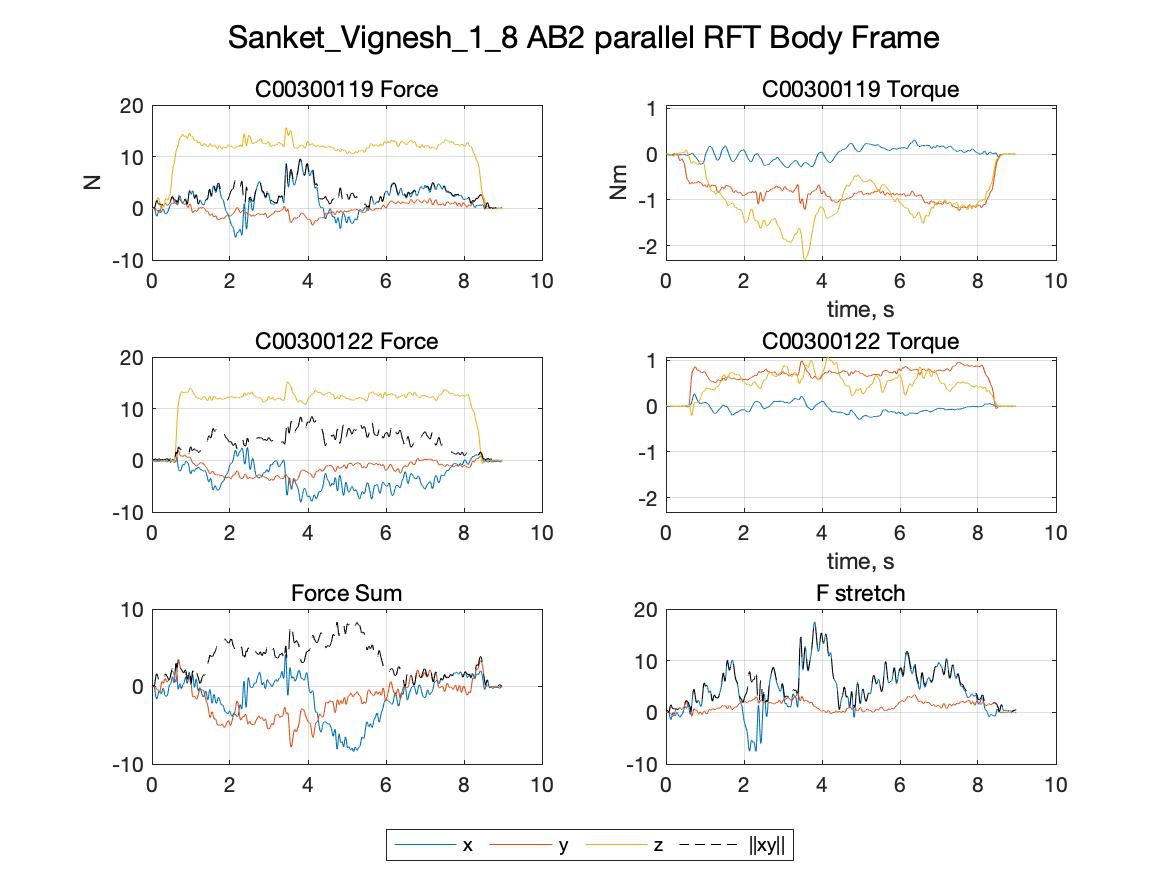 Sanket_Vignesh_1_8 AB2 parallel RFT Body Frame
C00300119 Force
20
10
0
-10
N
0 2 4 6 8 10
C00300119 Torque
1
0
-1
-2
Nm
0 2 4 6 8 10
time, s
C00300122 Force
20
10
0
-10
0 2 4 6 8 10
C00300122 Torque
1
0
-1
-2
0 2 4 6 8 10
time, s
Force Sum
10
0
-10
0 2 4 6 8 10
F stretch
20
10
0
-10
0 2 4 6 8 10
x y z ||xy||